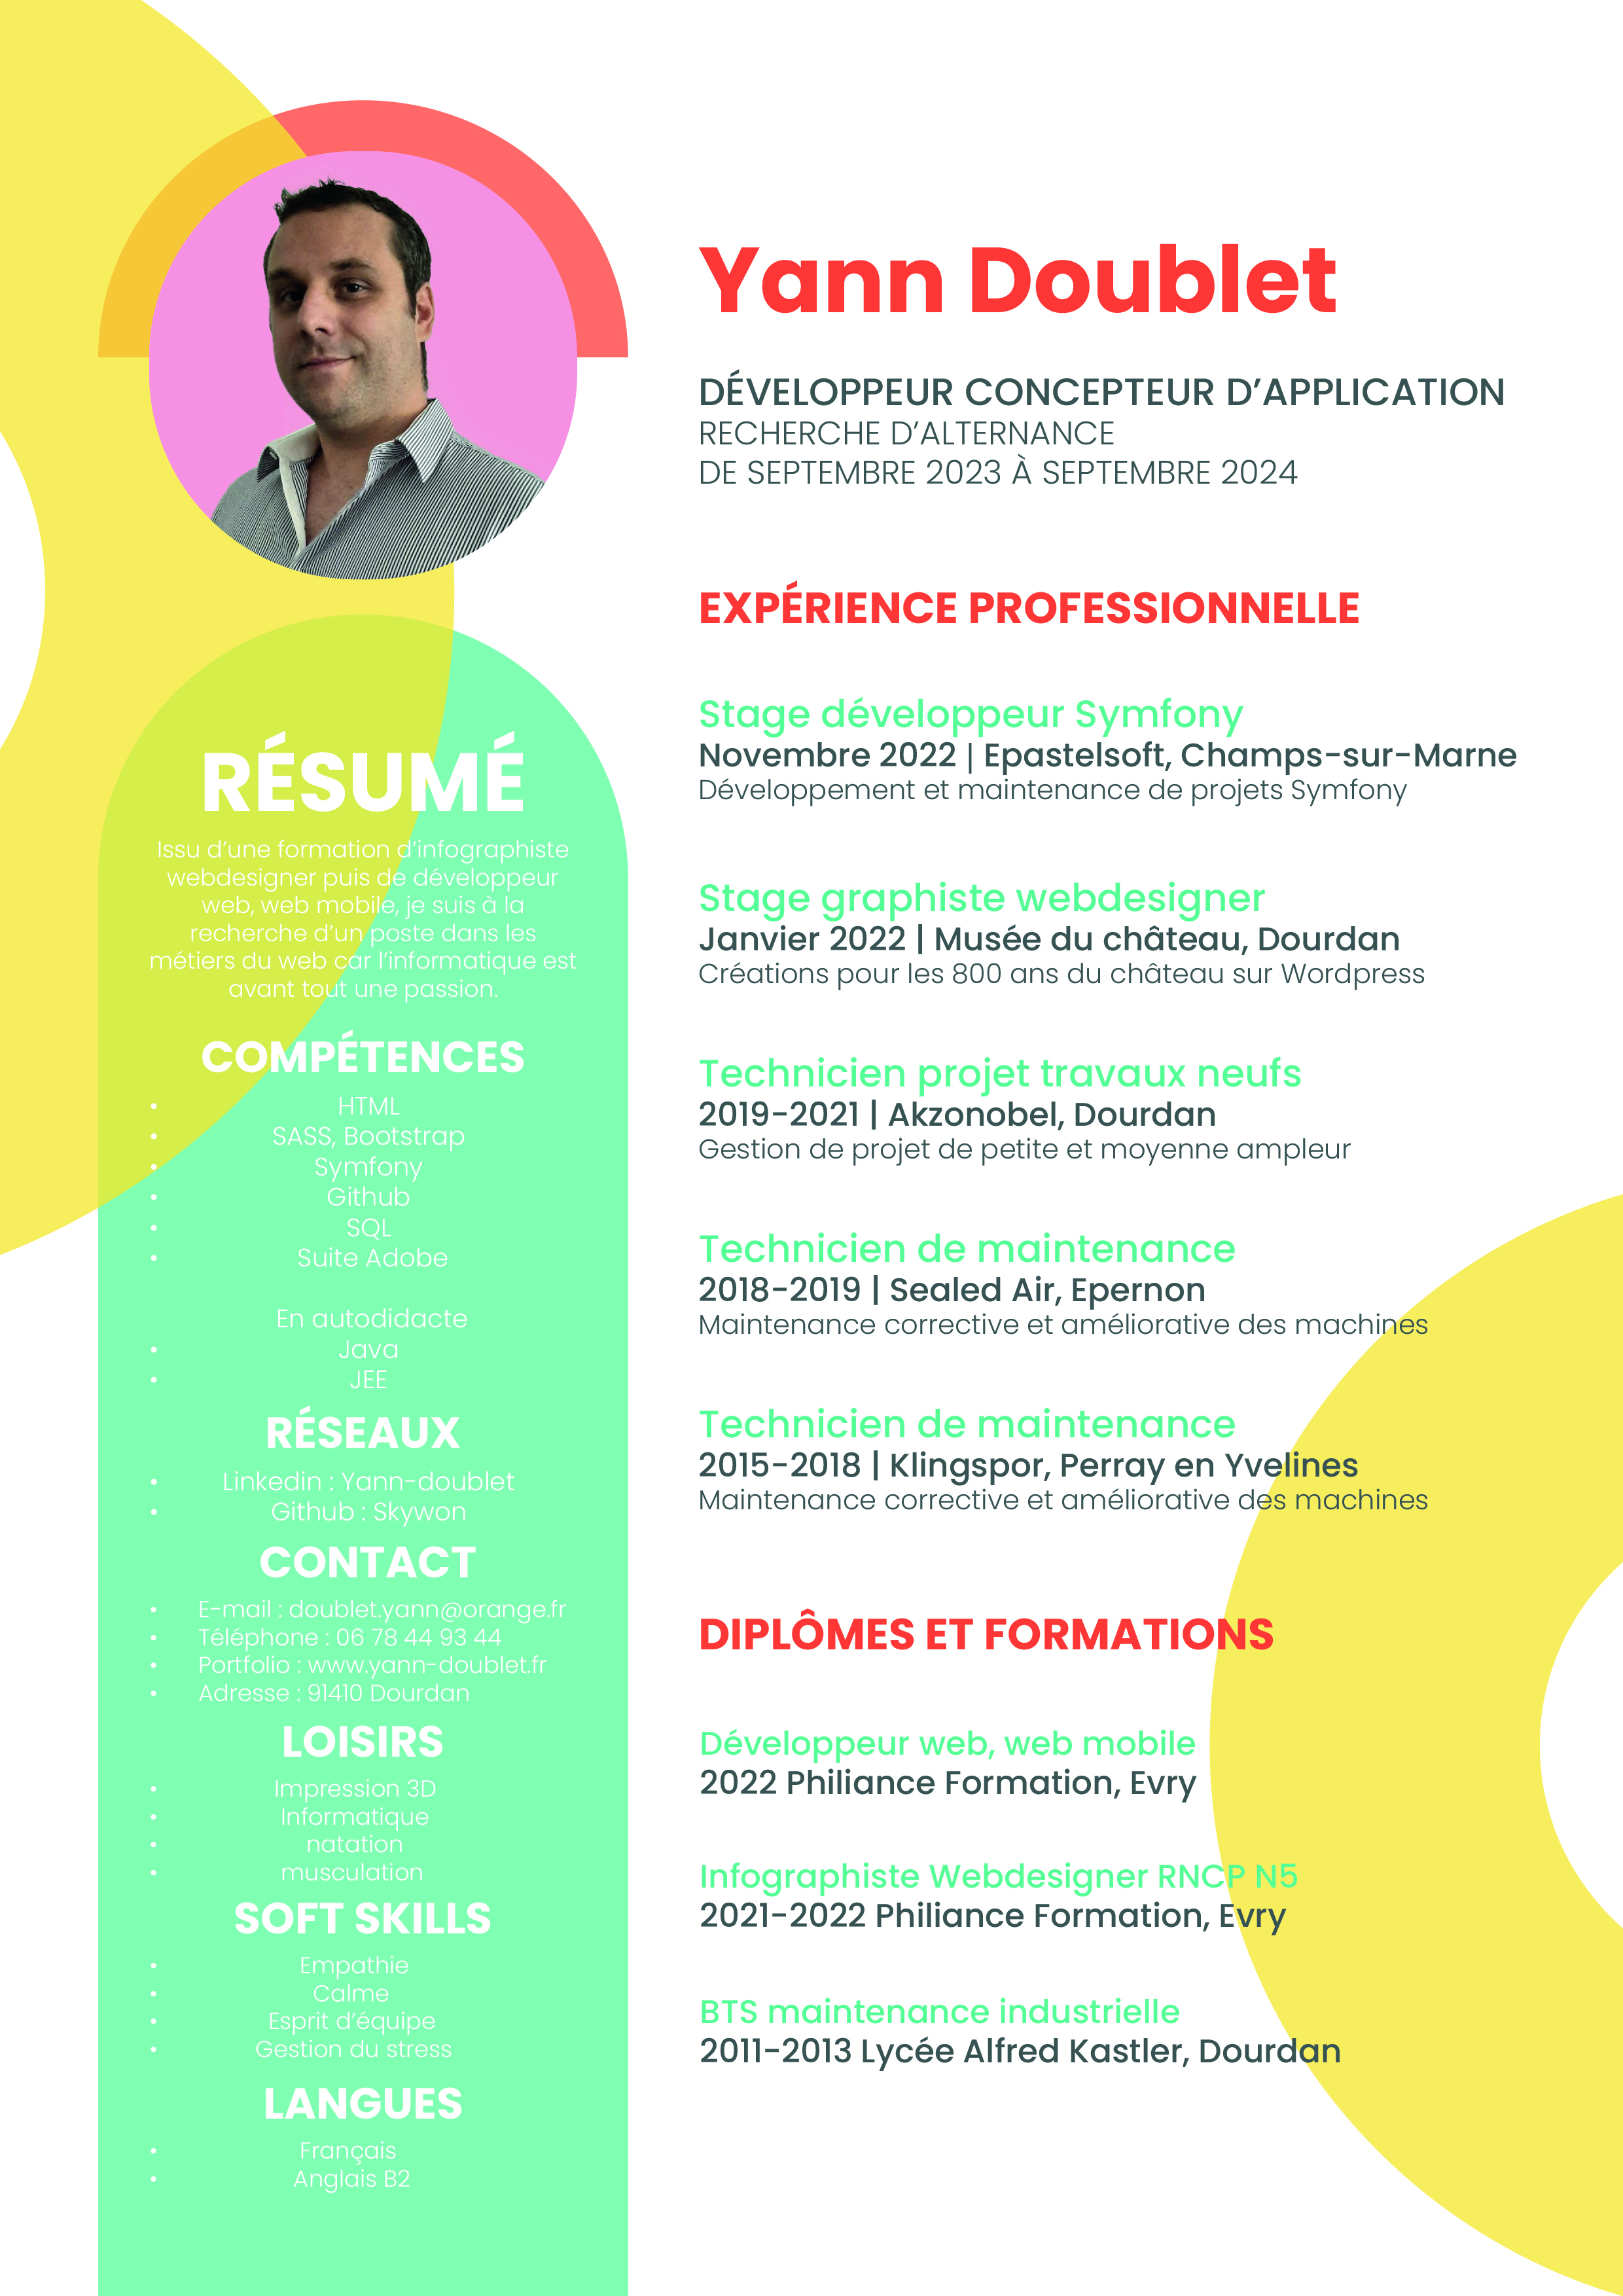 Yann Doublet
DÉVELOPPEUR CONCEPTEUR D’APPLICATION
RECHERCHE D’ALTERNANCE
DE SEPTEMBRE 2023 À SEPTEMBRE 2024
RÉSUMÉ
Issu d’une formation d’infographiste
webdesigner puis de développeur
web, web mobile, je suis à la
recherche d’un poste dans les
métiers du web car l’informatique est
avant tout une passion.
COMPÉTENCES
• HTML
• SASS, Bootstrap
• Symfony
• Github
• SQL
• Suite Adobe
En autodidacte
• Java
• JEE
RÉSEAUX
• Linkedin : Yann-doublet
• Github : Skywon
CONTACT
• E-mail : doublet.yann@orange.fr
• Téléphone : 06 78 44 93 44
• Portfolio : www.yann-doublet.fr
• Adresse : 91410 Dourdan
LOISIRS
• Impression 3D
• Informatique
• natation
• musculation
SOFT SKILLS
• Empathie
• Calme
• Esprit d’équipe
• Gestion du stress
LANGUES
• Français
• Anglais B2
EXPÉRIENCE PROFESSIONNELLE
Stage développeur Symfony
Novembre 2022 | Epastelsoft, Champs-sur-Marne
Développement et maintenance de projets Symfony
Stage graphiste webdesigner
Janvier 2022 | Musée du château, Dourdan
Créations pour les 800 ans du château sur Wordpress
Technicien projet travaux neufs
2019-2021 | Akzonobel, Dourdan
Gestion de projet de petite et moyenne ampleur
Technicien de maintenance
2018-2019 | Sealed Air, Epernon
Maintenance corrective et améliorative des machines
Technicien de maintenance
2015-2018 | Klingspor, Perray en Yvelines
Maintenance corrective et améliorative des machines
DIPLÔMES ET FORMATIONS
Développeur web, web mobile
2022 Philiance Formation, Evry
Infographiste Webdesigner RNCP N5
2021-2022 Philiance Formation, Evry
BTS maintenance industrielle
2011-2013 Lycée Alfred Kastler, Dourdan